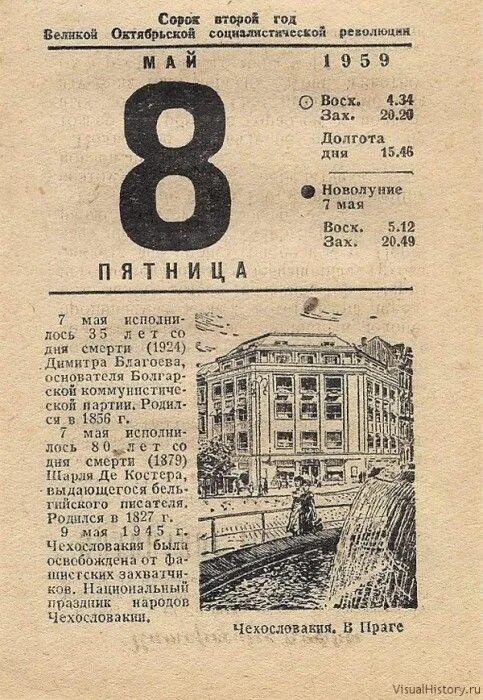 Сорок второй год
Великой Октябрьской социалистической революции
МАЙ 1959
8
ПЯТНИЦА
Восх. 4.34
Зах. 20.20
Долгота
дня 15.46
Новолуние
7 мая
Восх. 5.12
Зах. 20.49
7 мая исполни-
лось 35 лет со
дня смерти (1924)
Димитра Благоева,
основателя Болгар-
ской коммунистиче-
ской партии. Родил-
ся в 1856 г.
7 мая исполни-
лось 80 лет со
дня смерти (1879)
Шарля Де Костера,
выдающегося бель-
гийского писателя.
Родился в 1827 г.
9 мая 1945 г.
Чехословакия была
освобождена от фа-
шистских захватчи-
ков. Национальный
праздник народов
Чехословакии.
Чехословакия. В Праге
VisualHistory.ru